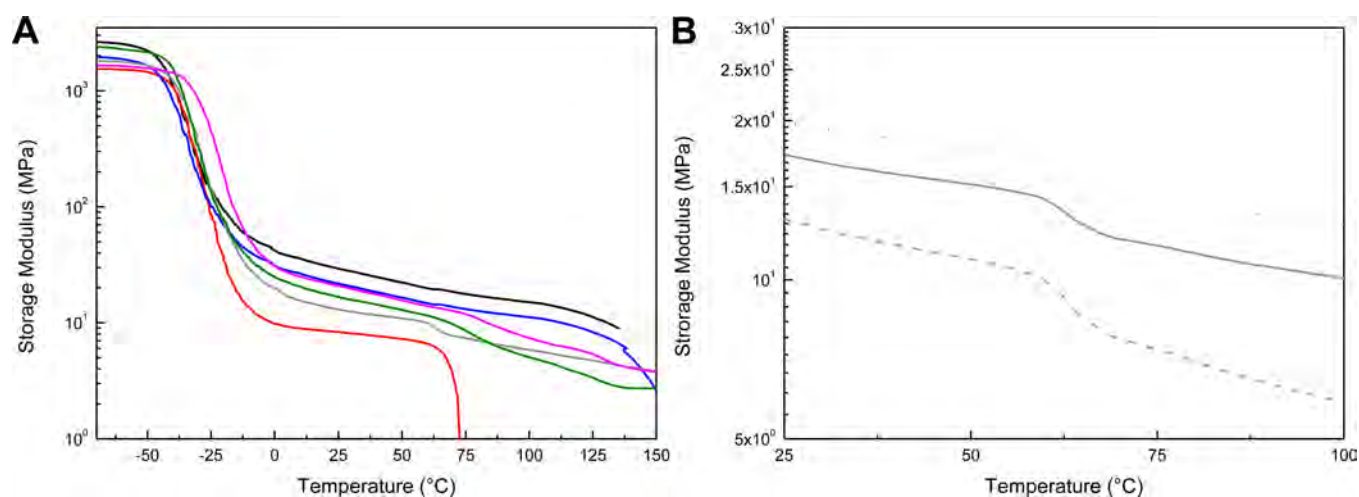 A
B
Storage Modulus (MPa)
10³
10²
10¹
10⁰
-50 -25 0 25 50 75 100 125 150
Temperature (°C)
Strorage Modulus (MPa)
3x10¹
2.5x10¹
2x10¹
1.5x10¹
10¹
5x10⁰
25 50 75 100
Temperature (°C)